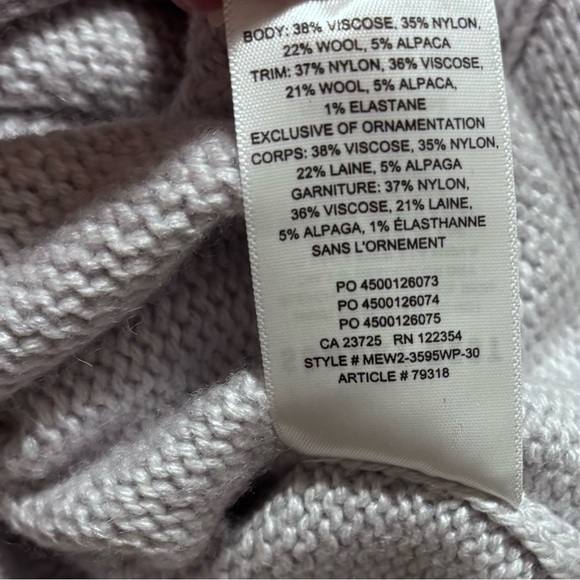 BODY: 38% VISCOSE, 35% NYLON,
22% WOOL, 5% ALPACA
TRIM: 37% NYLON, 36% VISCOSE,
21% WOOL, 5% ALPACA,
1% ELASTANE
EXCLUSIVE OF ORNAMENTATION
CORPS: 38% VISCOSE, 35% NYLON,
22% LAINE, 5% ALPAGA
GARNITURE: 37% NYLON,
36% VISCOSE, 21% LAINE,
5% ALPAGA, 1% ÉLASTHANNE
SANS L'ORNEMENT
PO 4500126073
PO 4500126074
PO 4500126075
CA 23725 RN 122354
STYLE # MEW2-3595WP-30
ARTICLE # 79318